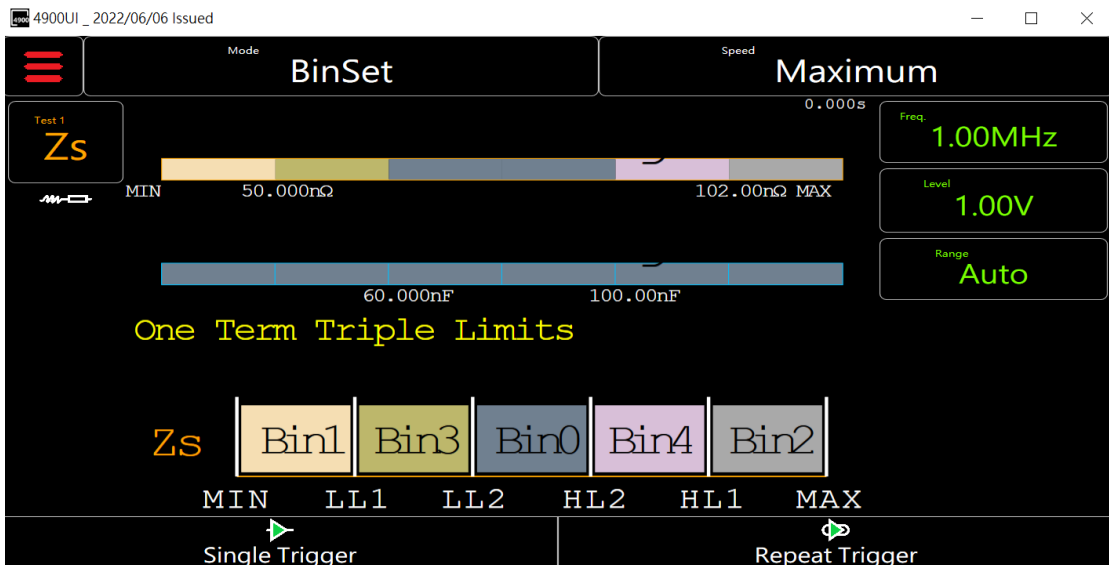 4900 4900UI _ 2022/06/06 Issued
Mode
BinSet
Speed
Maximum
0.000s
Test 1
Zs
Freq.
1.00MHz
MIN 50.000nΩ 102.00nΩ MAX
Level
1.00V
Range
Auto
60.000nF 100.00nF
One Term Triple Limits
Zs Bin1 Bin3 Bin0 Bin4 Bin2
MIN LL1 LL2 HL2 HL1 MAX
Single Trigger Repeat Trigger